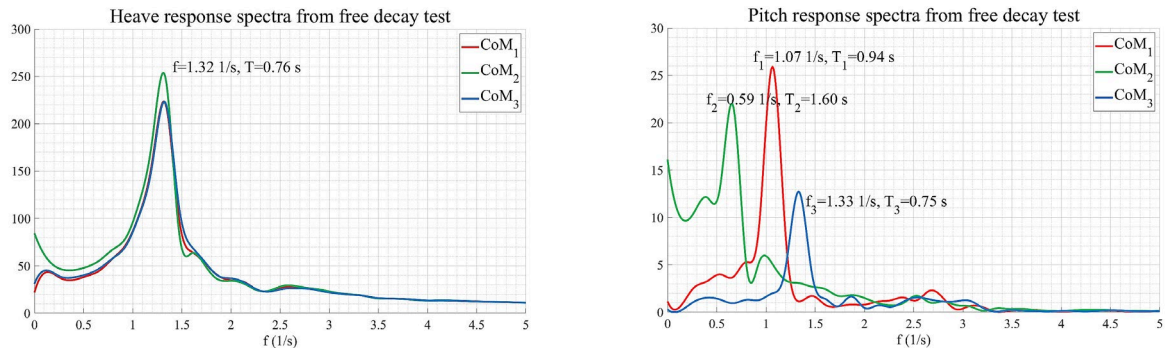 Heave response spectra from free decay test
300
250
200
150
100
50
0
0 0.5 1 1.5 2 2.5 3 3.5 4 4.5 5
f (1/s)
f=1.32 1/s, T=0.76 s
CoM1
CoM2
CoM3
Pitch response spectra from free decay test
30
25
20
15
10
5
0
0 0.5 1 1.5 2 2.5 3 3.5 4 4.5 5
f (1/s)
f1=1.07 1/s, T1=0.94 s
f2=0.59 1/s, T2=1.60 s
f3=1.33 1/s, T3=0.75 s
CoM1
CoM2
CoM3